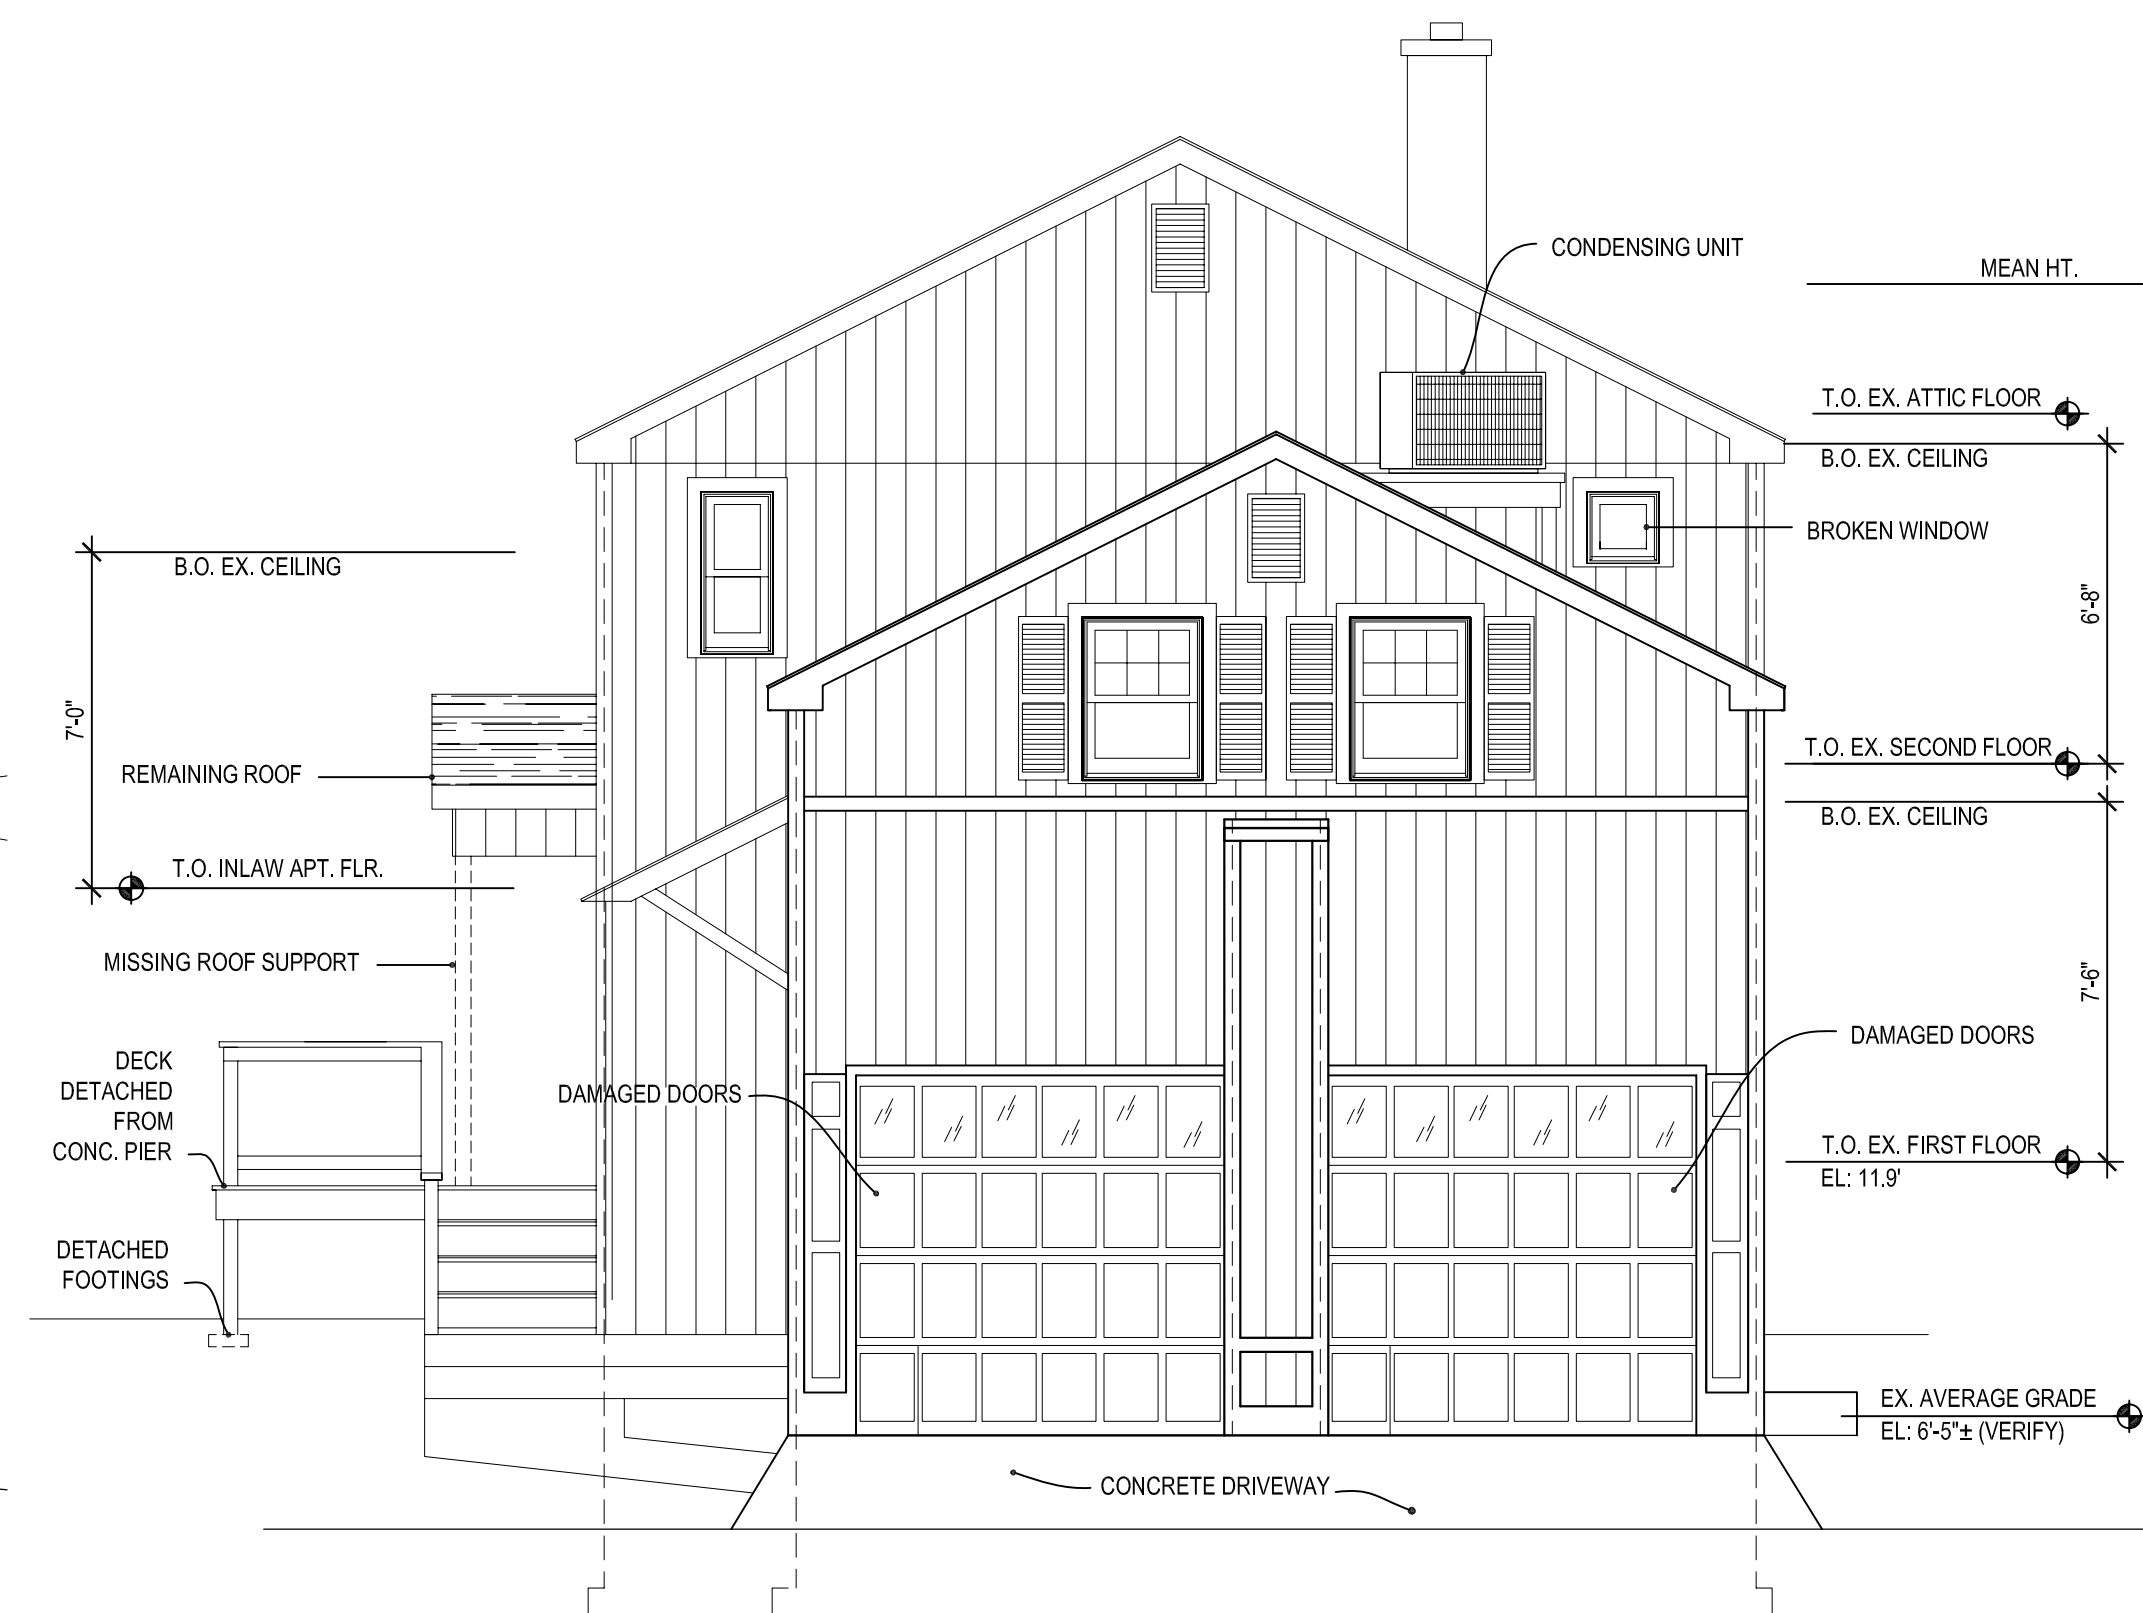 CONDENSING UNIT
MEAN HT.
T.O. EX. ATTIC FLOOR
B.O. EX. CEILING
BROKEN WINDOW
B.O. EX. CEILING
6'-8"
7'-0"
T.O. EX. SECOND FLOOR
REMAINING ROOF
B.O. EX. CEILING
T.O. INLAW APT. FLR.
MISSING ROOF SUPPORT
7'-6"
DAMAGED DOORS
DECK
DETACHED
FROM
CONC. PIER
DAMAGED DOORS
T.O. EX. FIRST FLOOR
EL: 11.9'
DETACHED
FOOTINGS
EX. AVERAGE GRADE
EL: 6'-5"± (VERIFY)
CONCRETE DRIVEWAY